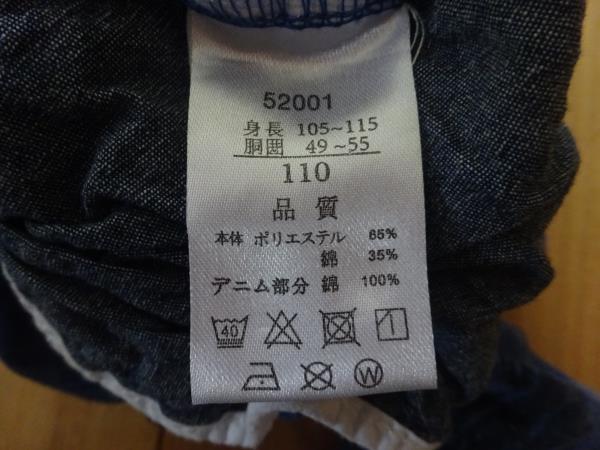 52001
身長 105~115
胴囲 49~55
110
品質
本体 ポリエステル 65%
綿 35%
デニム部分 綿 100%
40
W